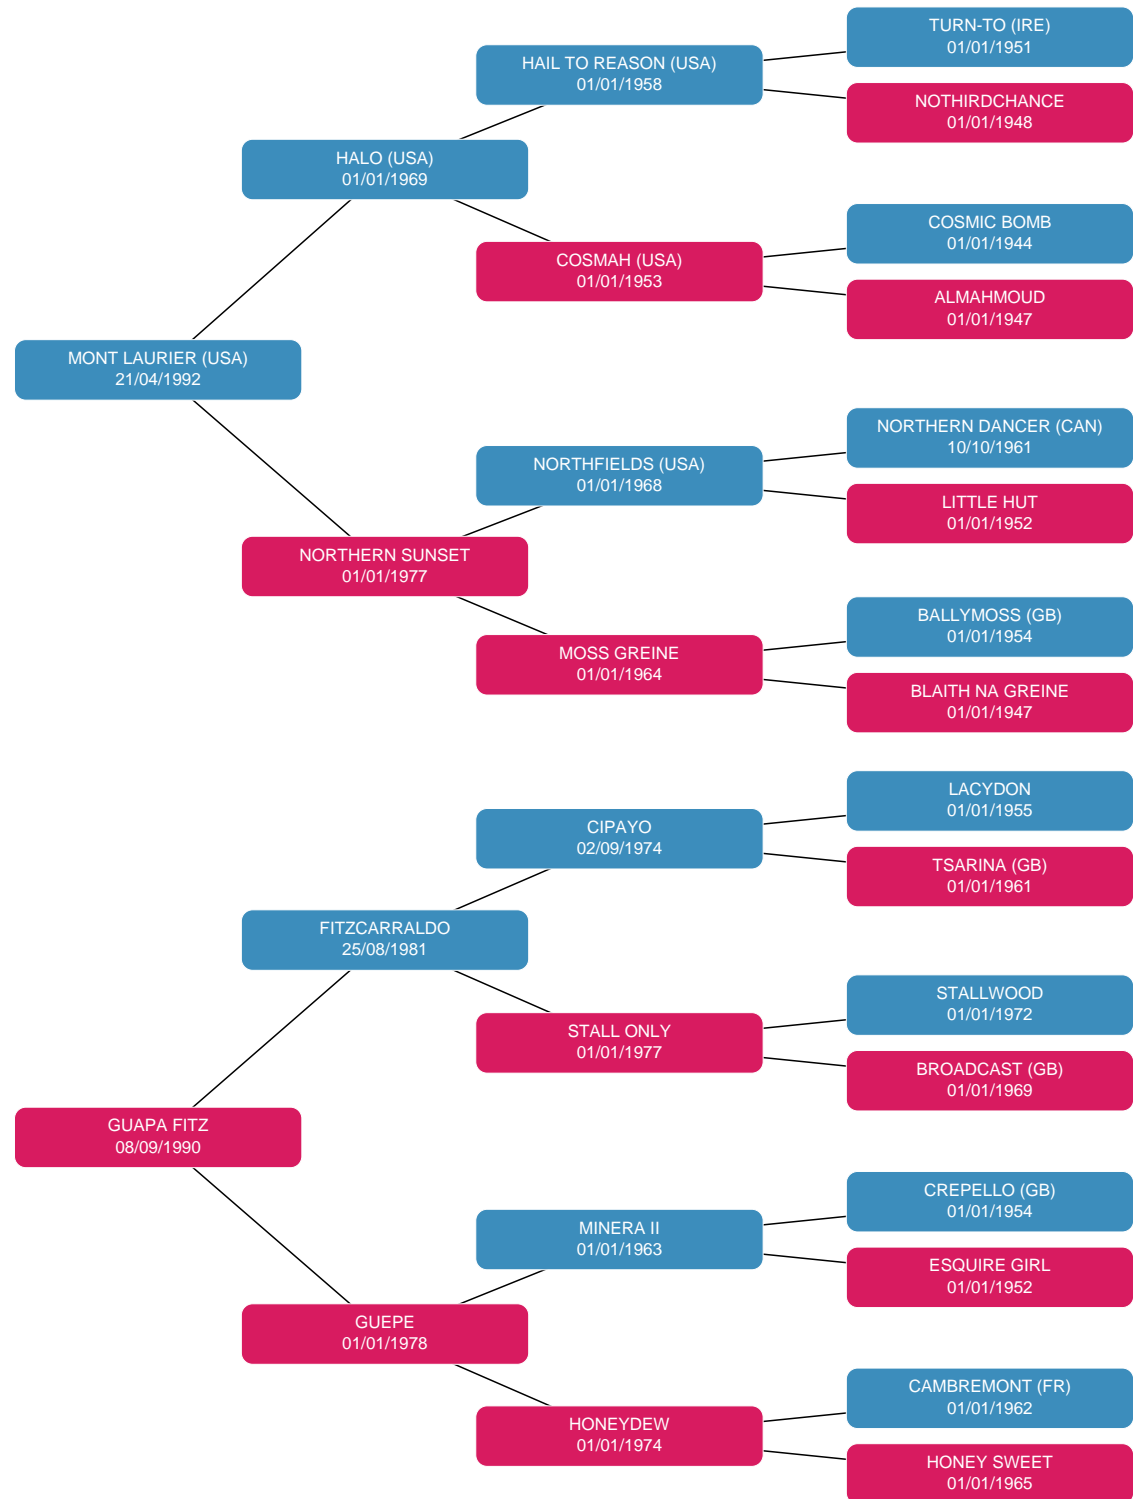 TURN-TO (IRE)
01/01/1951
HAIL TO REASON (USA)
01/01/1958
NOTHIRDCHANCE
01/01/1948
HALO (USA)
01/01/1969
COSMIC BOMB
01/01/1944
COSMAH (USA)
01/01/1953
ALMAHMOUD
01/01/1947
MONT LAURIER (USA)
21/04/1992
NORTHERN DANCER (CAN)
10/10/1961
NORTHFIELDS (USA)
01/01/1968
LITTLE HUT
01/01/1952
NORTHERN SUNSET
01/01/1977
BALLYMOSS (GB)
01/01/1954
MOSS GREINE
01/01/1964
BLAITH NA GREINE
01/01/1947
LACYDON
01/01/1955
CIPAYO
02/09/1974
TSARINA (GB)
01/01/1961
FITZCARRALDO
25/08/1981
STALLWOOD
01/01/1972
STALL ONLY
01/01/1977
BROADCAST (GB)
01/01/1969
GUAPA FITZ
08/09/1990
CREPELLO (GB)
01/01/1954
MINERA II
01/01/1963
ESQUIRE GIRL
01/01/1952
GUEPE
01/01/1978
CAMBREMONT (FR)
01/01/1962
HONEYDEW
01/01/1974
HONEY SWEET
01/01/1965